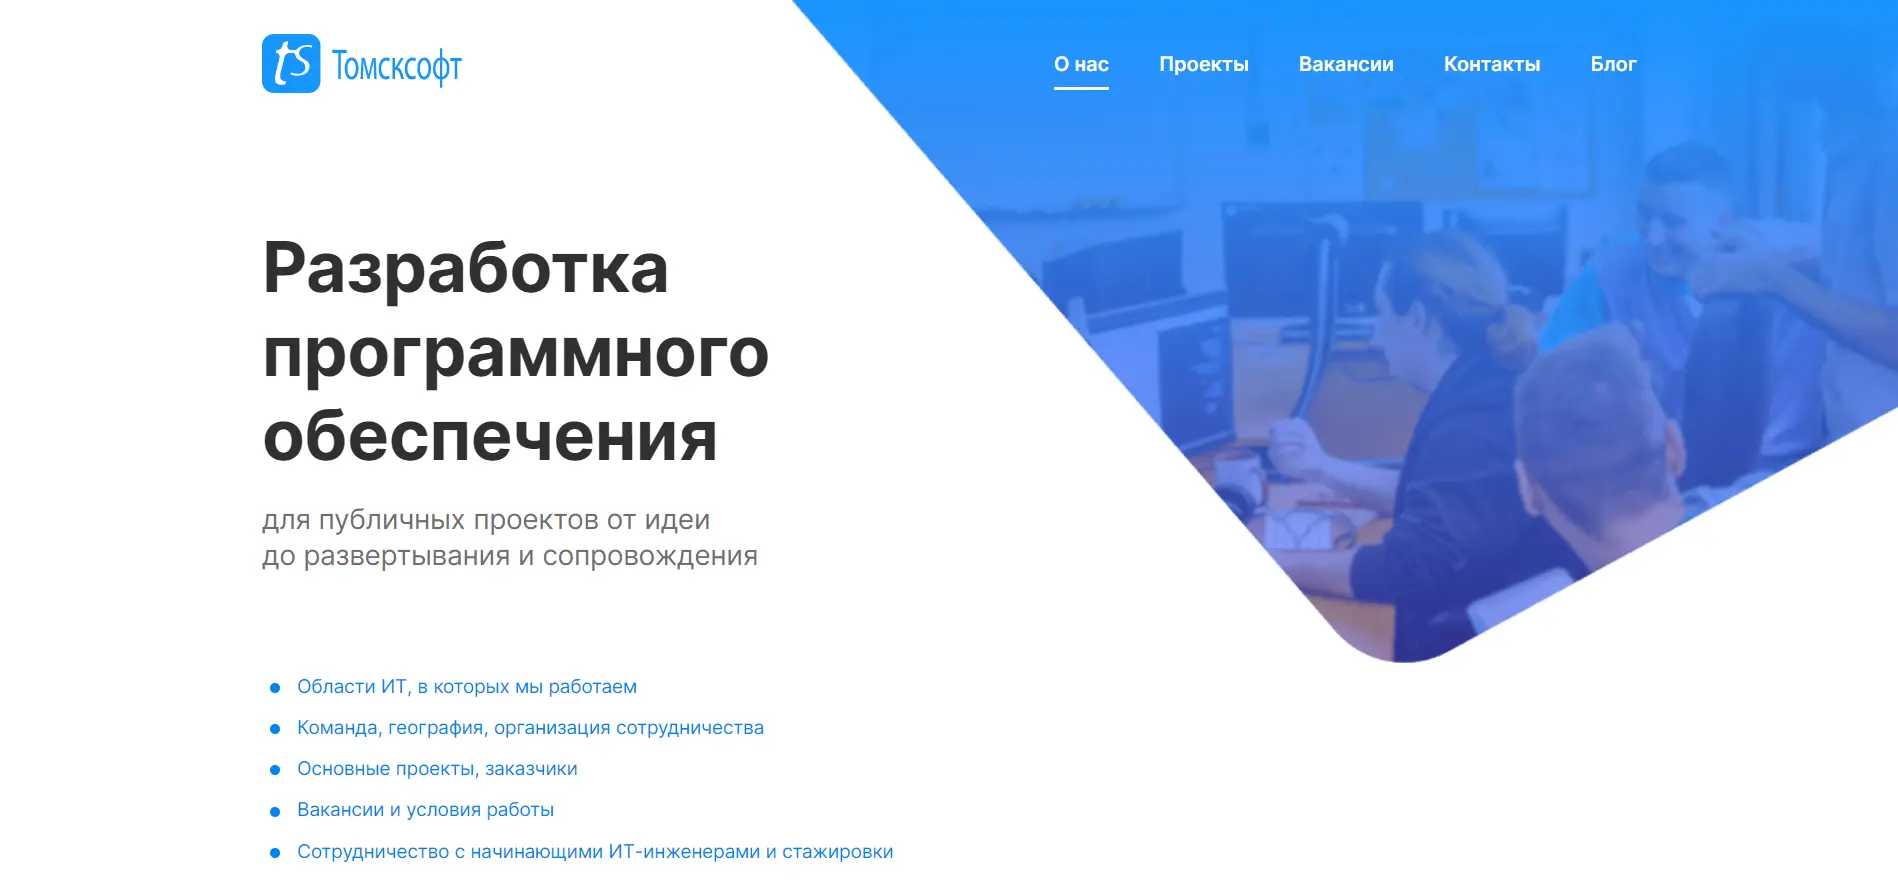 ts Томсксофт
О нас Проекты Вакансии Контакты Блог
Разработка
программного
обеспечения
для публичных проектов от идеи
до развертывания и сопровождения
Области ИТ, в которых мы работаем
Команда, география, организация сотрудничества
Основные проекты, заказчики
Вакансии и условия работы
Сотрудничество с начинающими ИТ-инженерами и стажировки